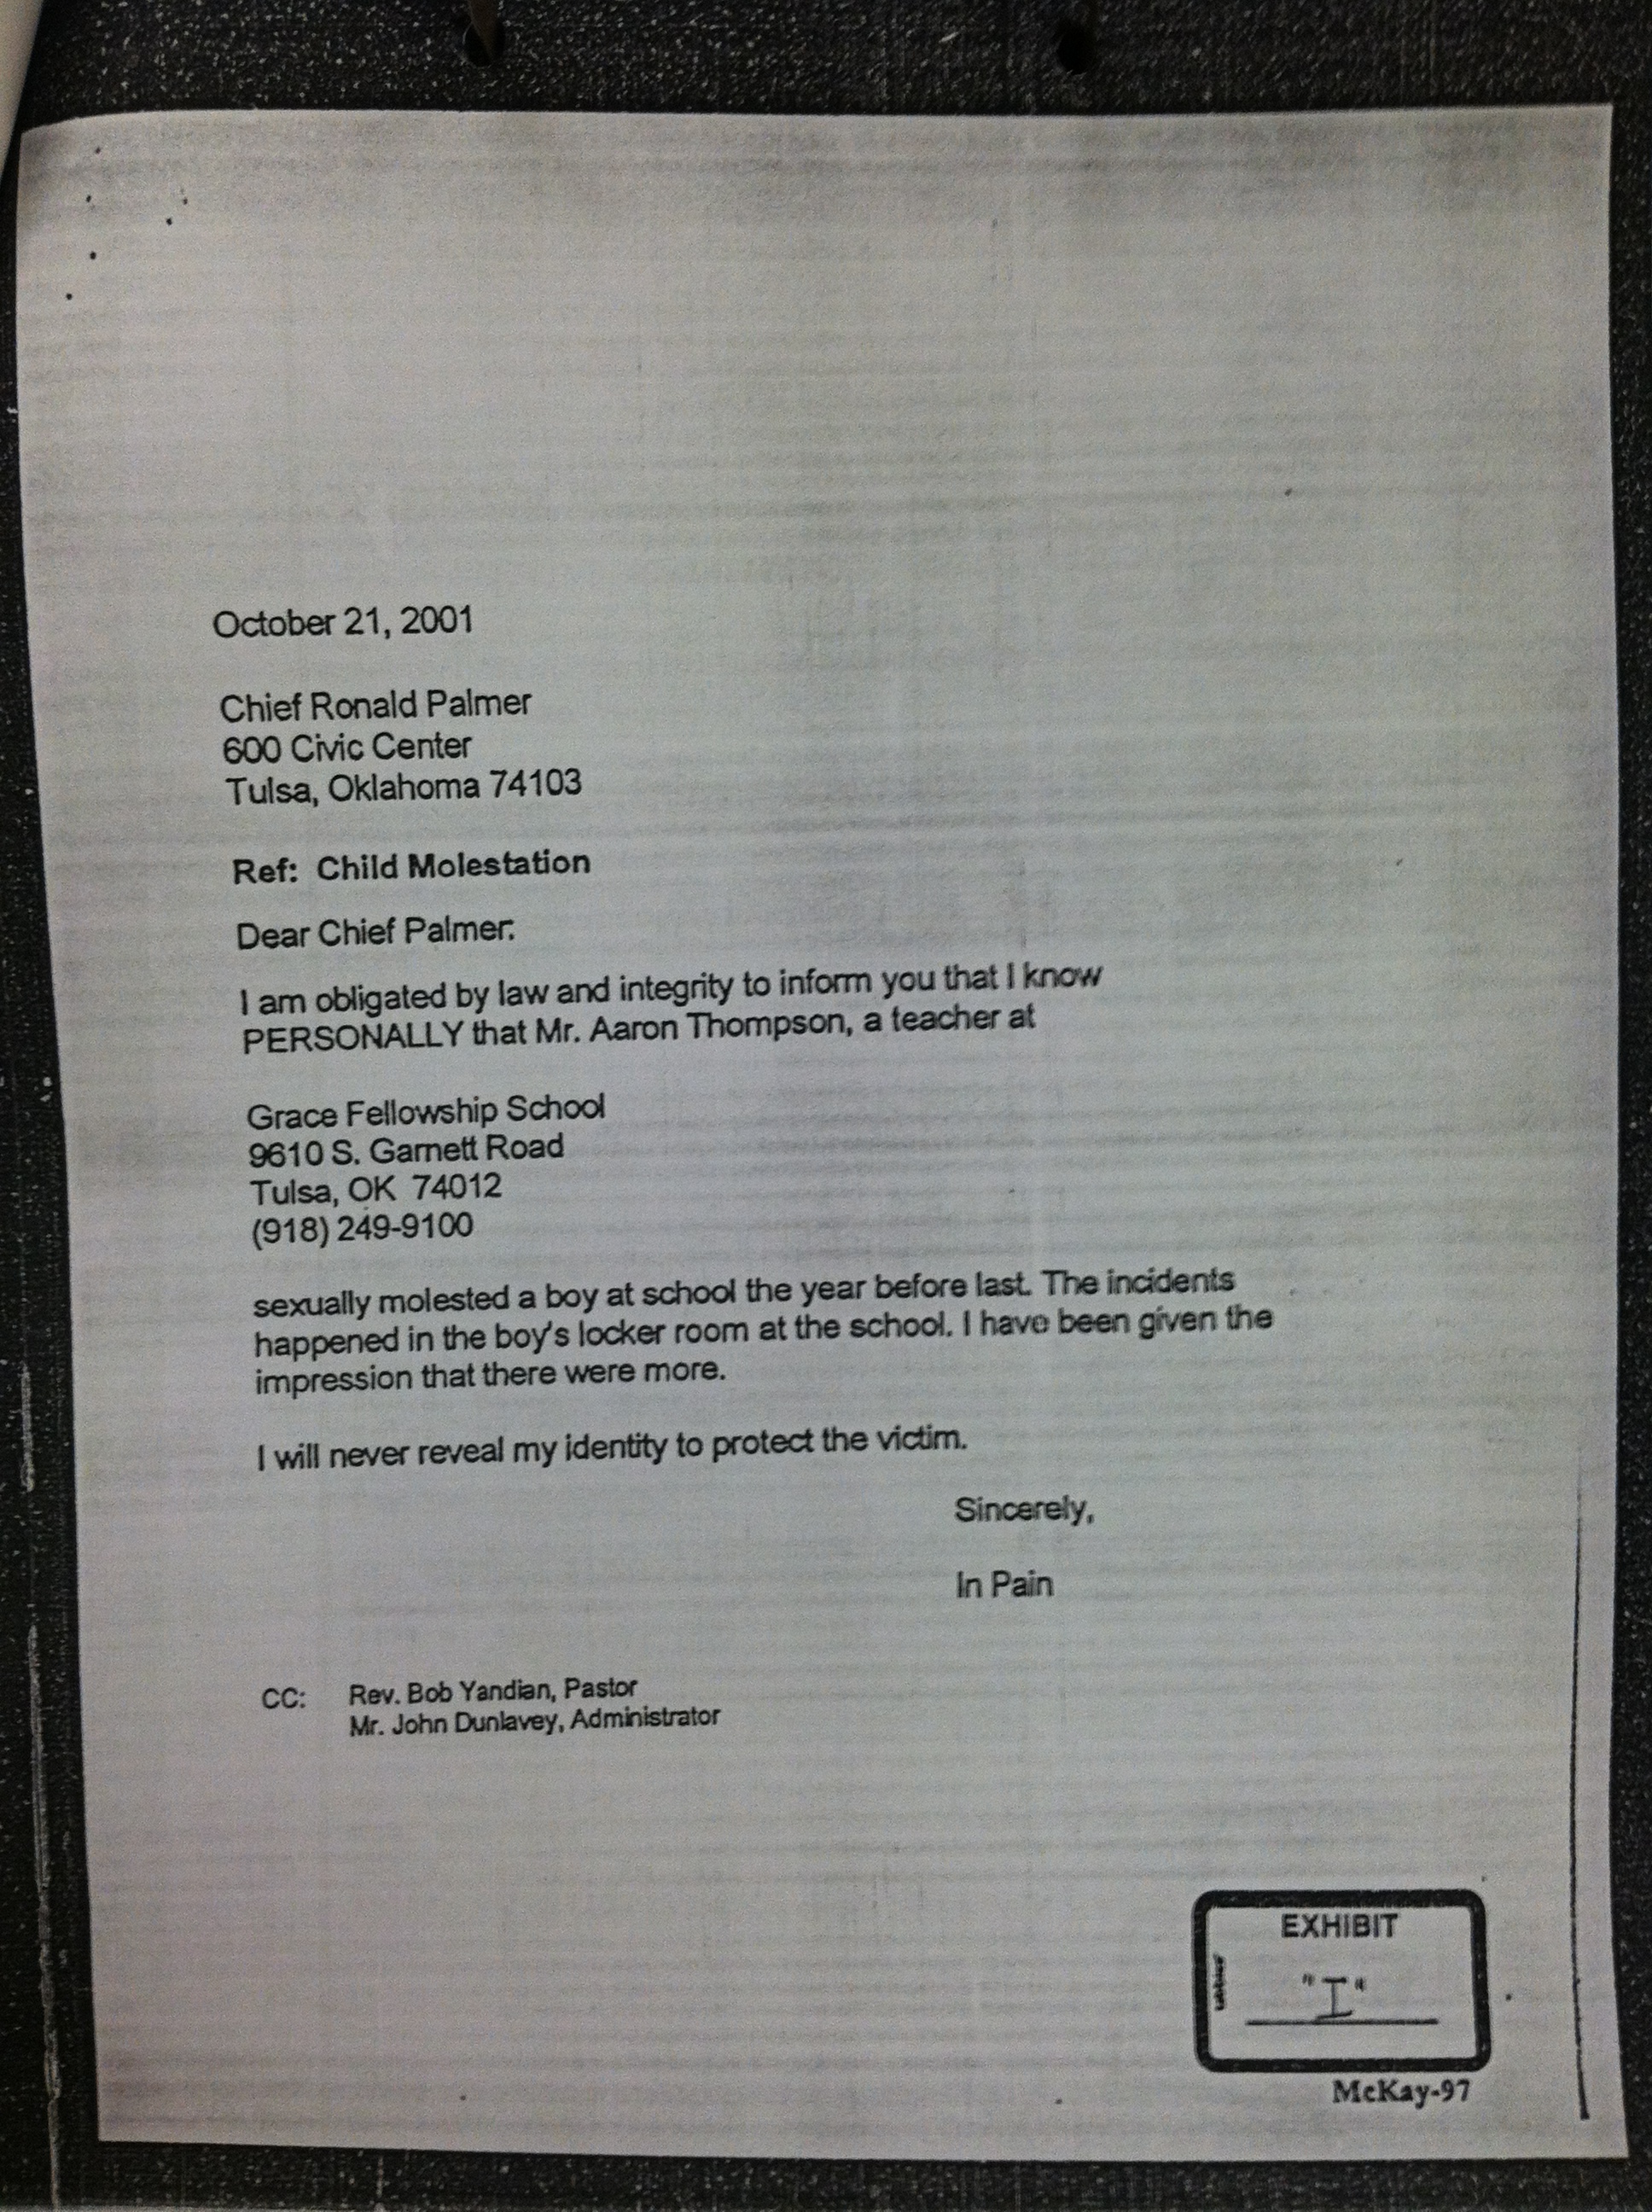 October 21, 2001
Chief Ronald Palmer
600 Civic Center
Tulsa, Oklahoma 74103
Ref: Child Molestation
Dear Chief Palmer:
I am obligated by law and integrity to inform you that I know
PERSONALLY that Mr. Aaron Thompson, a teacher at
Grace Fellowship School
9610 S. Garnett Road
Tulsa, OK 74012
(918) 249-9100
sexually molested a boy at school the year before last. The incidents
happened in the boy's locker room at the school. I have been given the
impression that there were more.
I will never reveal my identity to protect the victim.
Sincerely,
In Pain
CC: Rev. Bob Yandian, Pastor
Mr. John Dunlavey, Administrator
EXHIBIT
"I"
McKay-97